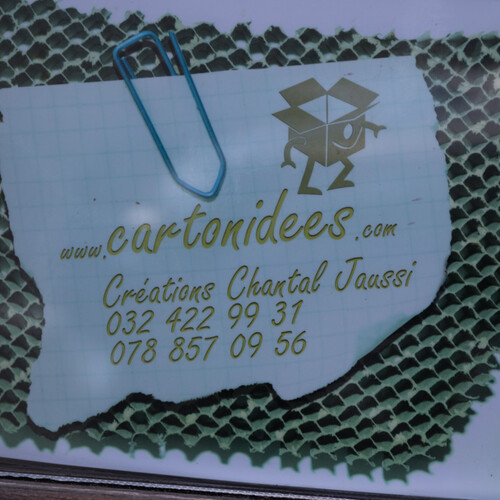 www.cartonidees.com
Créations Chantal Jaussi
032 422 99 31
078 857 09 56